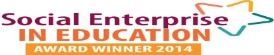 Social Enterprise
IN EDUCATION
AWARD WINNER 2014